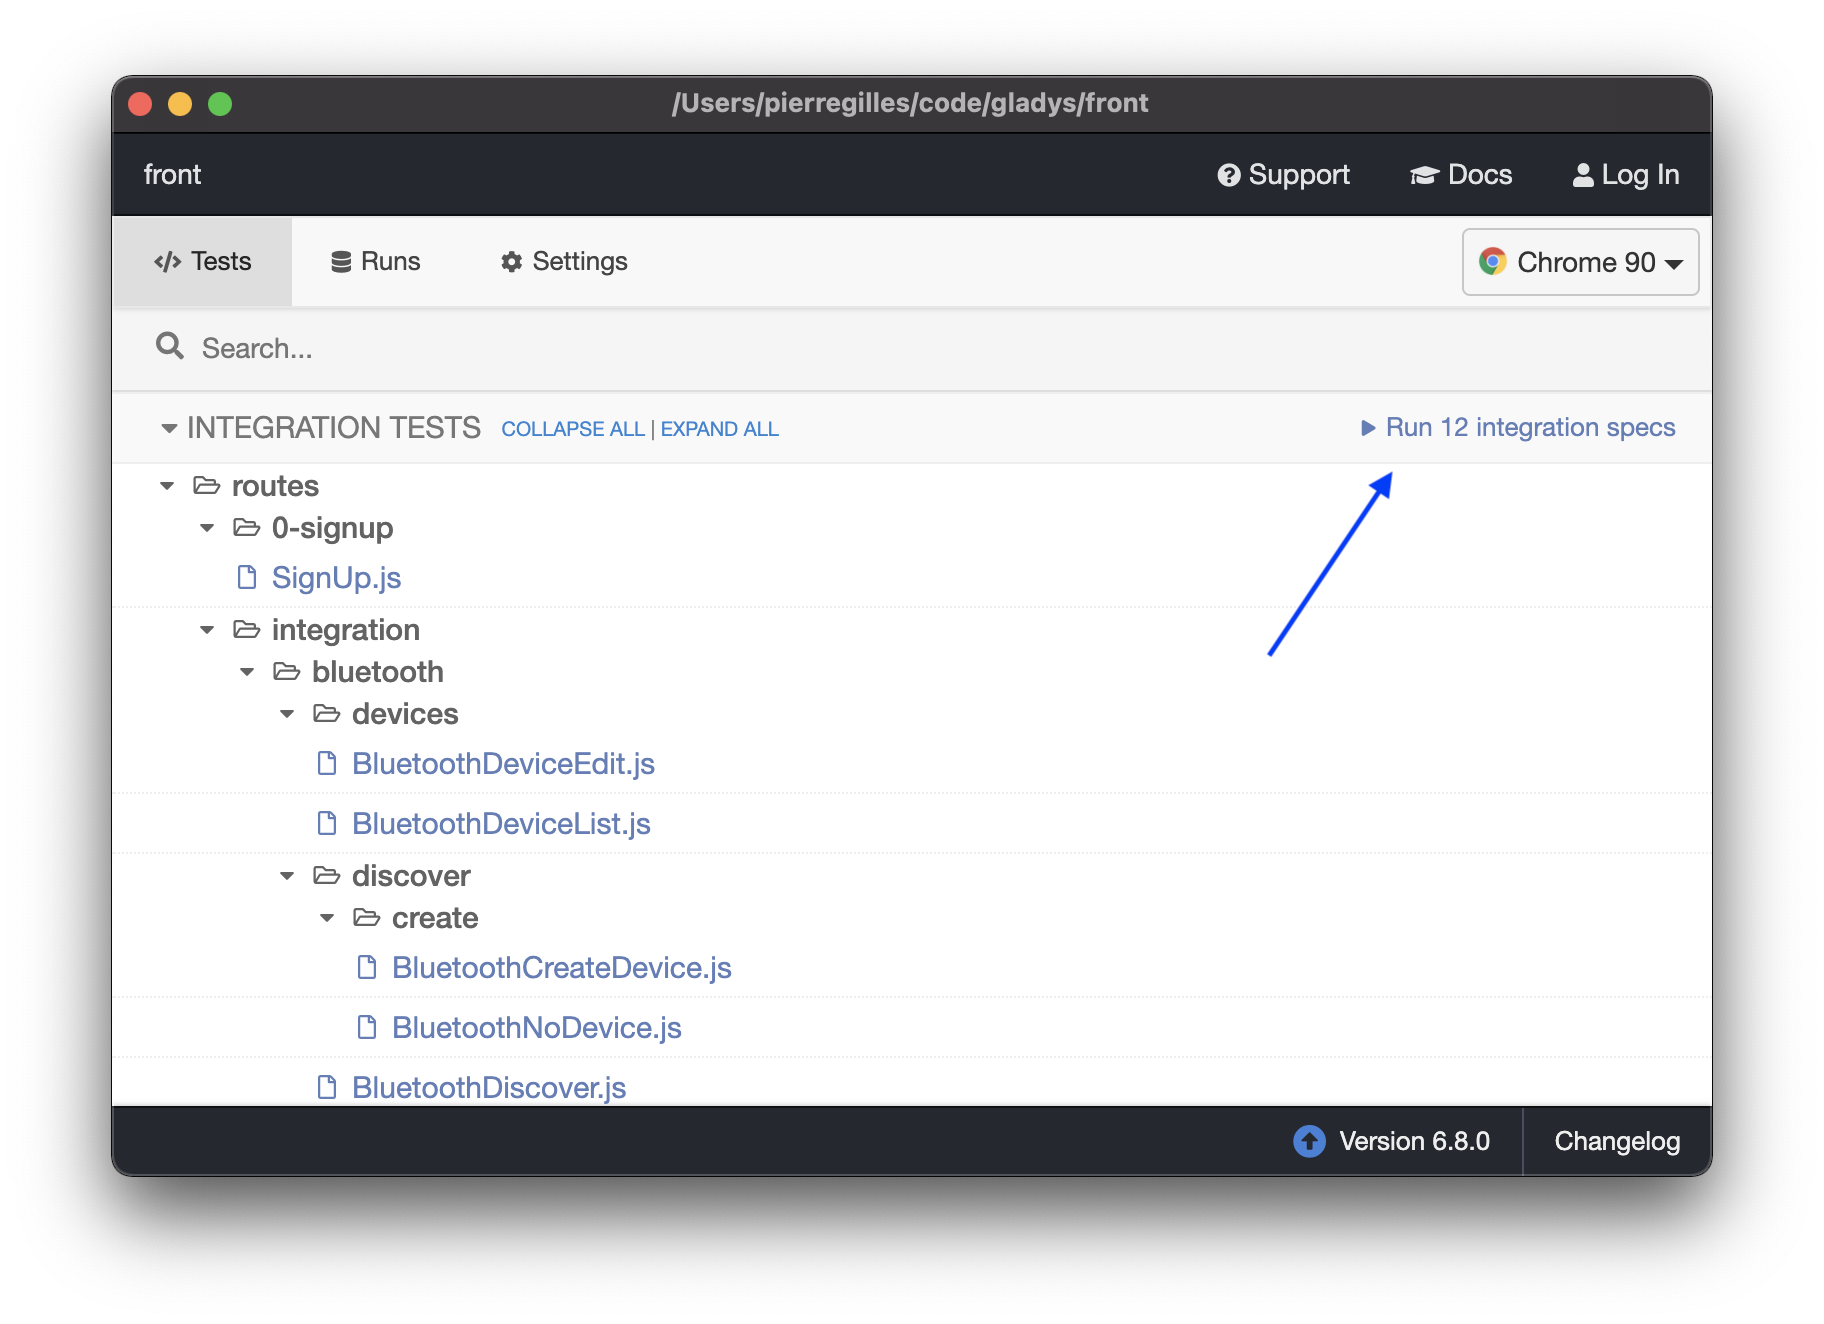 /Users/pierregilles/code/gladys/front
front Support Docs Log In
Tests Runs Settings Chrome 90
Search...
INTEGRATION TESTS COLLAPSE ALL | EXPAND ALL Run 12 integration specs
routes
0-signup
SignUp.js
integration
bluetooth
devices
BluetoothDeviceEdit.js
BluetoothDeviceList.js
discover
create
BluetoothCreateDevice.js
BluetoothNoDevice.js
BluetoothDiscover.js
Version 6.8.0 Changelog